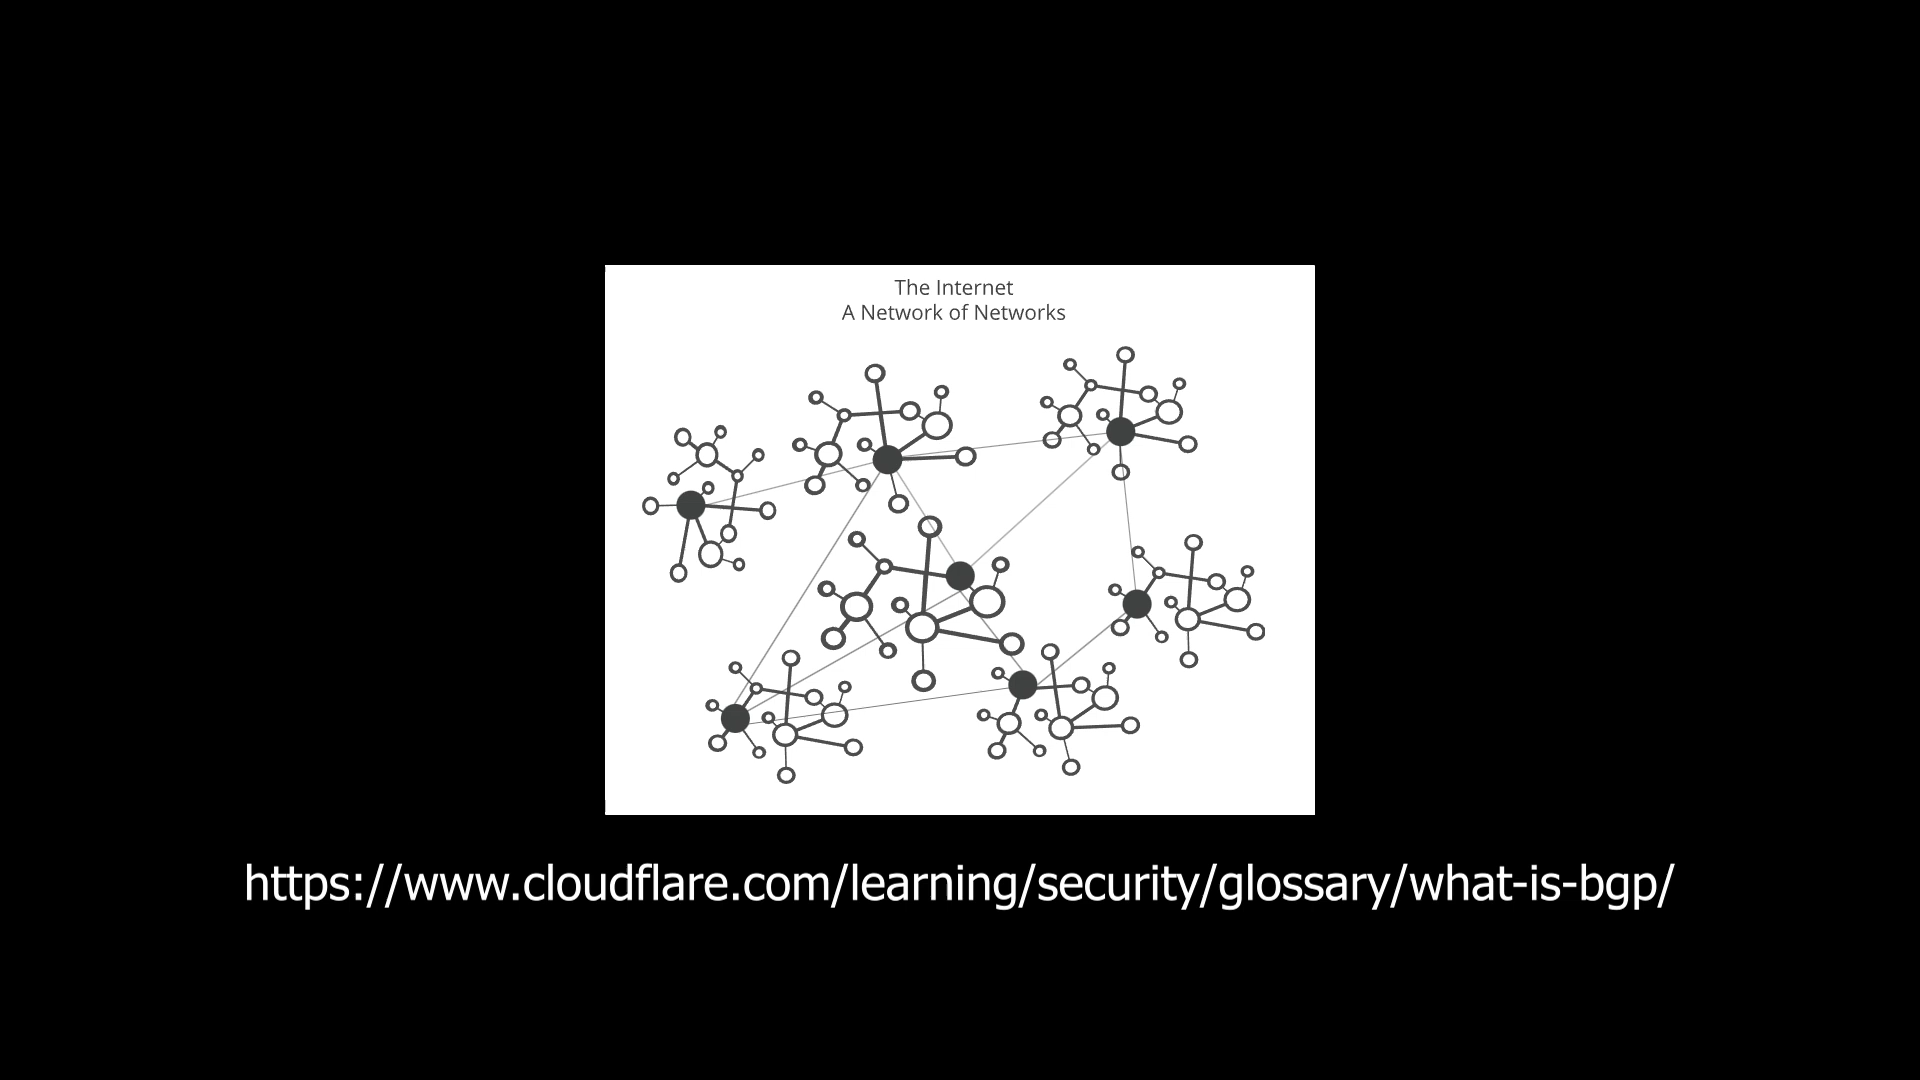 The Internet
A Network of Networks
https://www.cloudflare.com/learning/security/glossary/what-is-bgp/